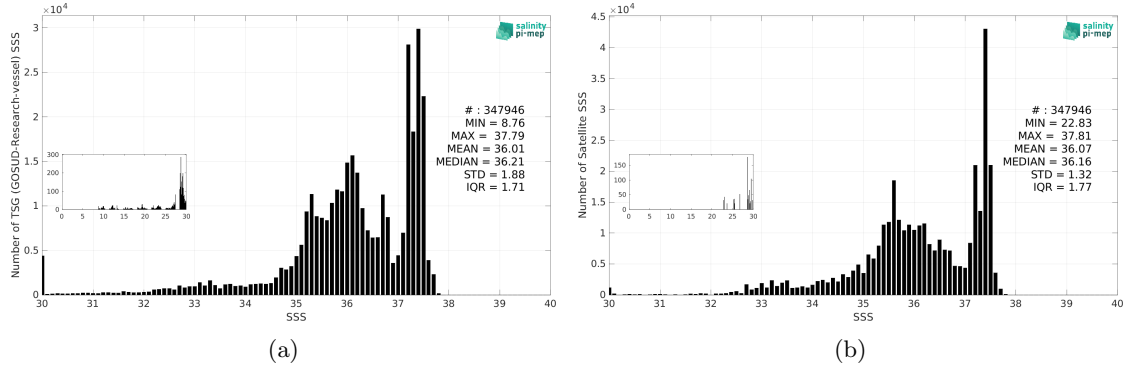 ×10⁴
3
2.5
2
1.5
1
0.5
0
Number of TSG (GOSUD-Research-vessel) SSS
salinity
pi-mep
# : 347946
MIN = 8.76
MAX = 37.79
MEAN = 36.01
MEDIAN = 36.21
STD = 1.88
IQR = 1.71
300
200
100
0
0 5 10 15 20 25 30
30 31 32 33 34 35 36 37 38 39 40
SSS
(a)
×10⁴
4.5
4
3.5
3
2.5
2
1.5
1
0.5
0
Number of Satellite SSS
salinity
pi-mep
# : 347946
MIN = 22.83
MAX = 37.81
MEAN = 36.07
MEDIAN = 36.16
STD = 1.32
IQR = 1.77
150
100
50
0
0 5 10 15 20 25 30
30 31 32 33 34 35 36 37 38 39 40
SSS
(b)